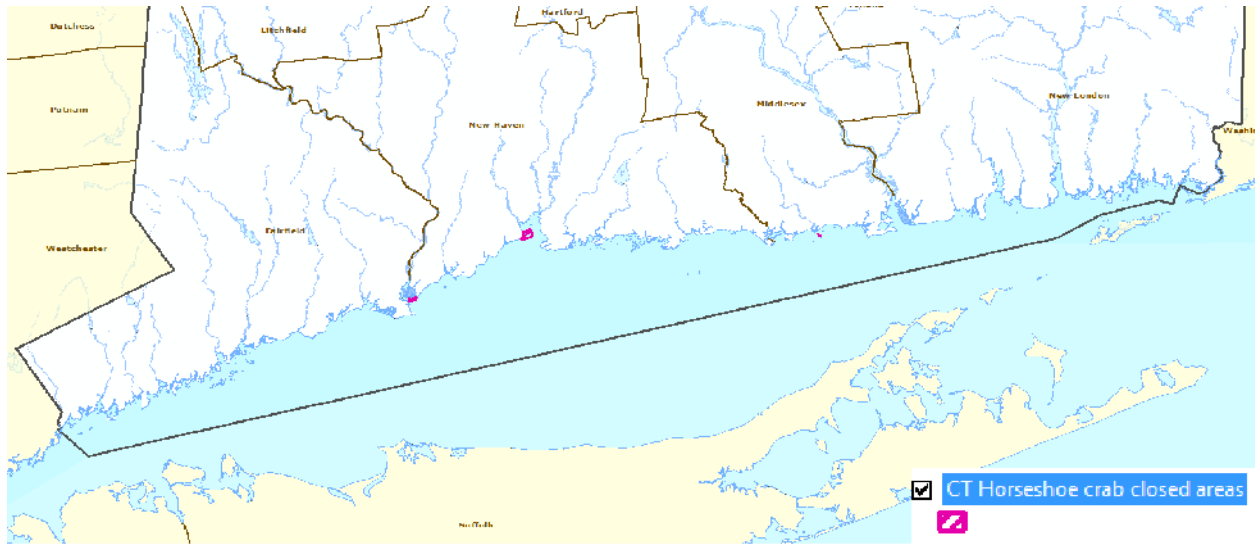 Hartford
Dutchess
Litchfield
Putnam
New London
Middlesex
New Haven
Fairfield
Westchester
CT Horseshoe crab closed areas
Suffolk